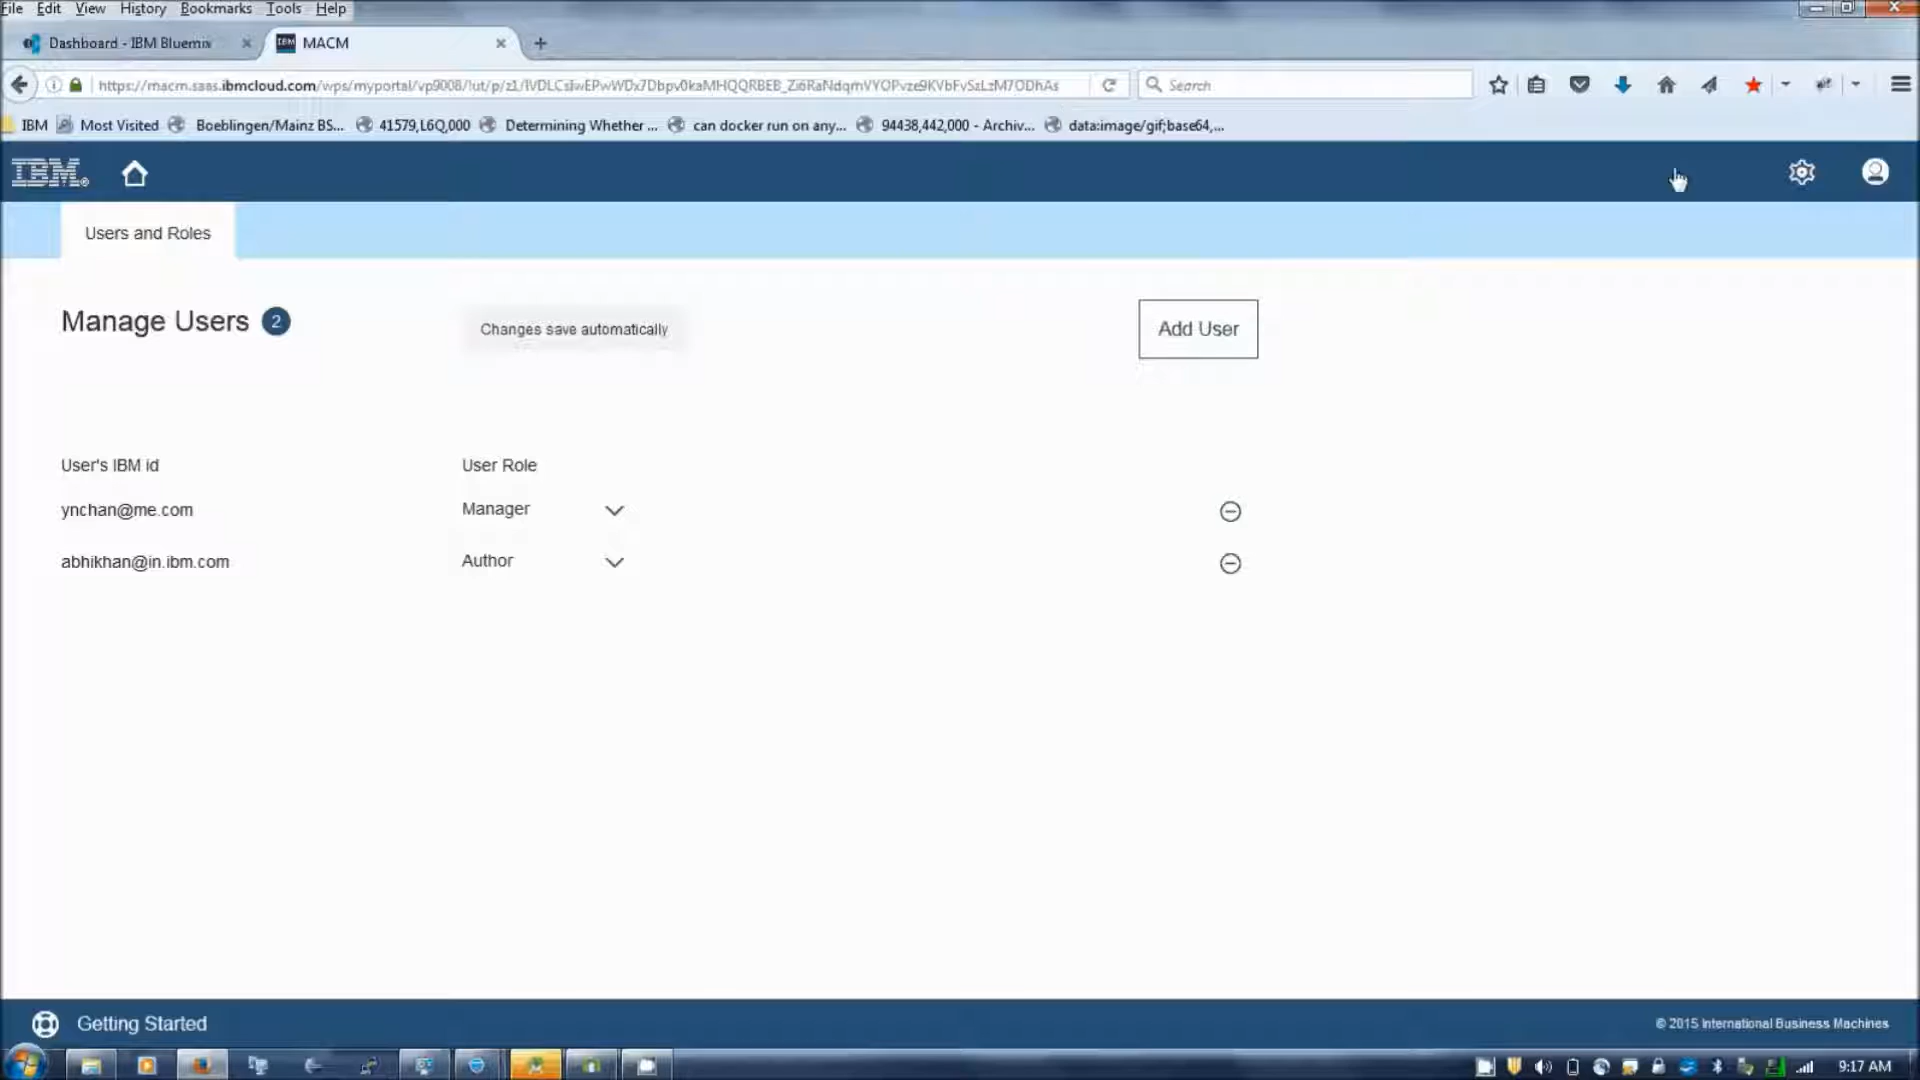 File Edit View History Bookmarks Tools Help
Dashboard - IBM Bluemix
IBM MACM
Search
IBM Most Visited Boeblingen/Mainz BS... 41579,L6Q,000 Determining Whether ... can docker run on any... 94438,442,000 - Archiv... data:image/gif;base64,...
IBM®
Users and Roles
Manage Users 2
Changes save automatically
Add User
User's IBM id User Role
ynchan@me.com Manager
abhikhan@in.ibm.com Author
Getting Started
© 2015 International Business Machines
9:17 AM